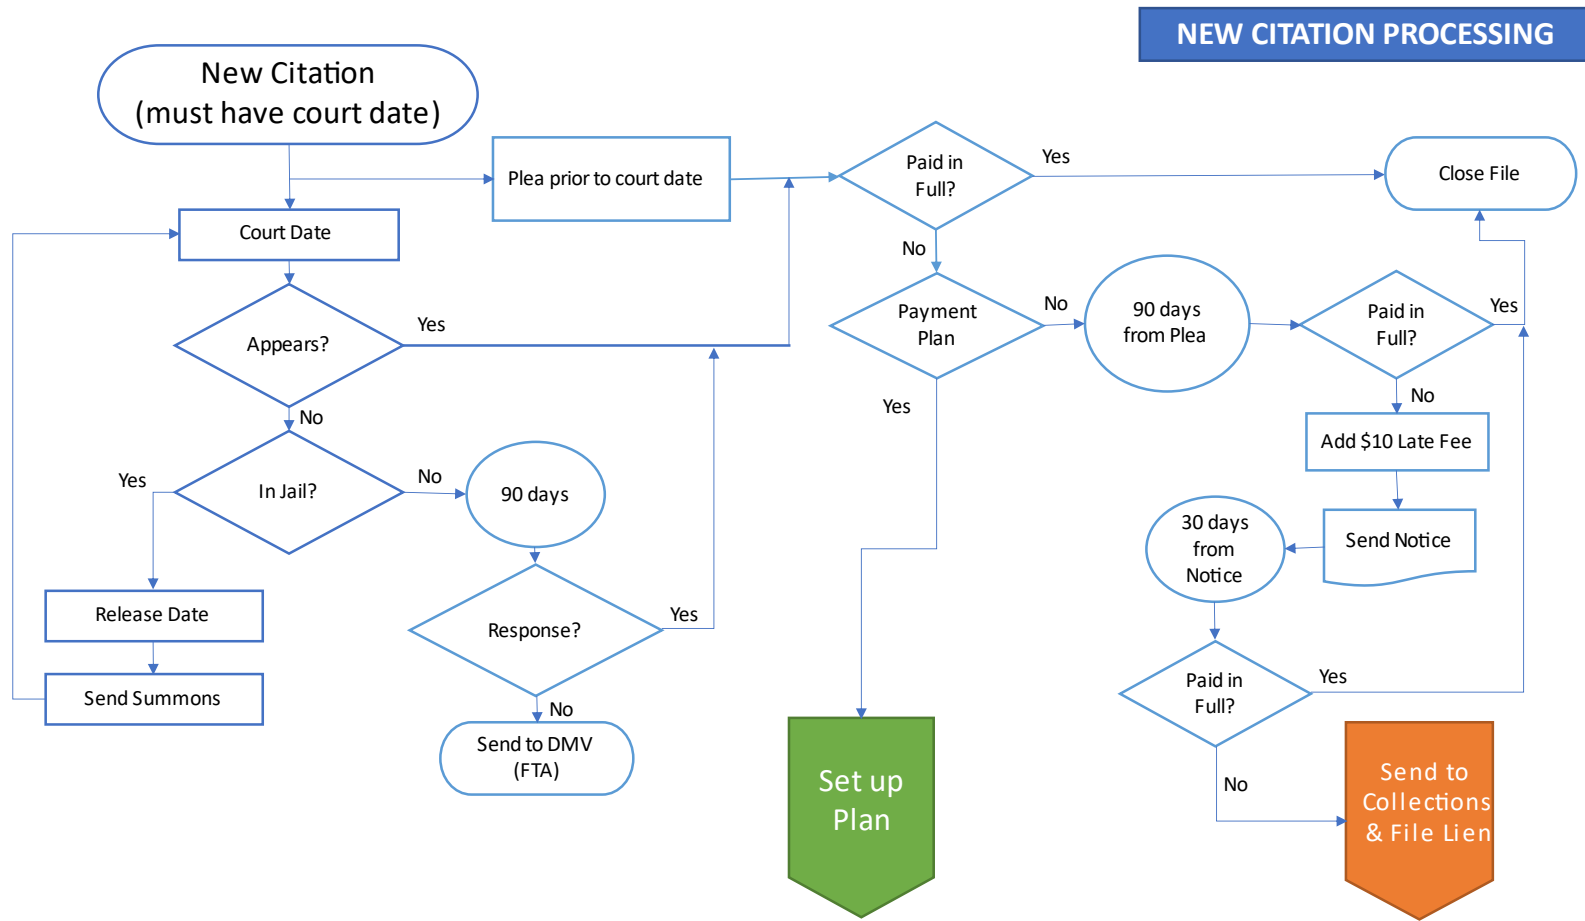 NEW CITATION PROCESSING
New Citation
(must have court date)
Plea prior to court date
Paid in
Full?
Yes
Close File
Court Date
No
Payment
Plan
No
90 days
from Plea
Paid in
Full?
Yes
Appears?
Yes
Yes
No
Add $10 Late Fee
No
In Jail?
Yes
No
90 days
Send Notice
30 days
from
Notice
Release Date
Response?
Yes
Send Summons
Paid in
Full?
Yes
No
Send to DMV
(FTA)
Set up
Plan
No
Send to
Collections
& File Lien